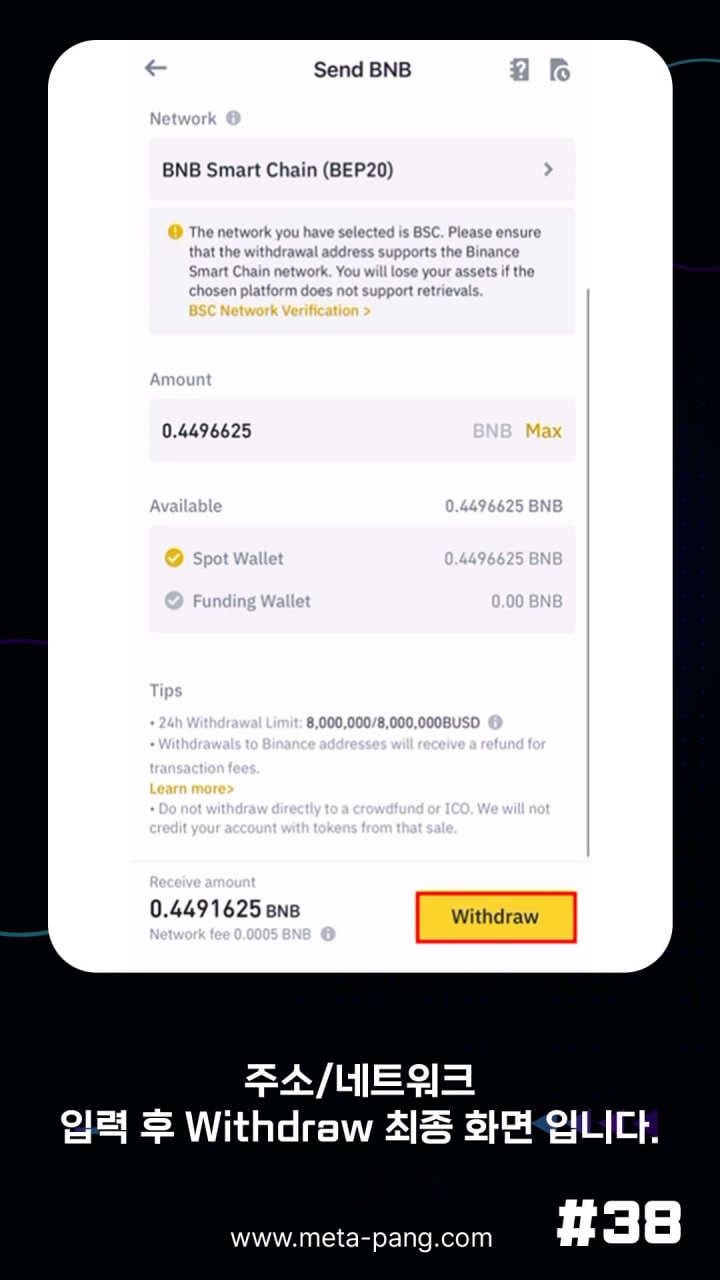 Send BNB
Network
BNB Smart Chain (BEP20)
The network you have selected is BSC. Please ensure
that the withdrawal address supports the Binance
Smart Chain network. You will lose your assets if the
chosen platform does not support retrievals.
BSC Network Verification >
Amount
0.4496625 BNB Max
Available 0.4496625 BNB
Spot Wallet 0.4496625 BNB
Funding Wallet 0.00 BNB
Tips
• 24h Withdrawal Limit: 8,000,000/8,000,000BUSD
• Withdrawals to Binance addresses will receive a refund for
transaction fees.
Learn more>
• Do not withdraw directly to a crowdfund or ICO. We will not
credit your account with tokens from that sale.
Receive amount
0.4491625 BNB
Network fee 0.0005 BNB
Withdraw
주소/네트워크
입력 후 Withdraw 최종 화면 입니다.
#38
www.meta-pang.com